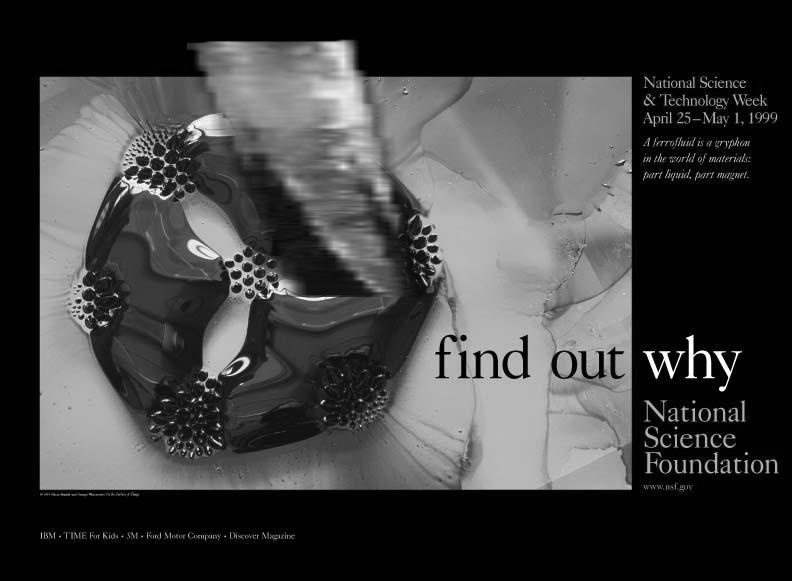 National Science
& Technology Week
April 25–May 1, 1999
A ferrofluid is a gryphon
in the world of materials:
part liquid, part magnet.
find out why
National
Science
Foundation
www.nsf.gov
IBM • TIME For Kids • 3M • Ford Motor Company • Discover Magazine